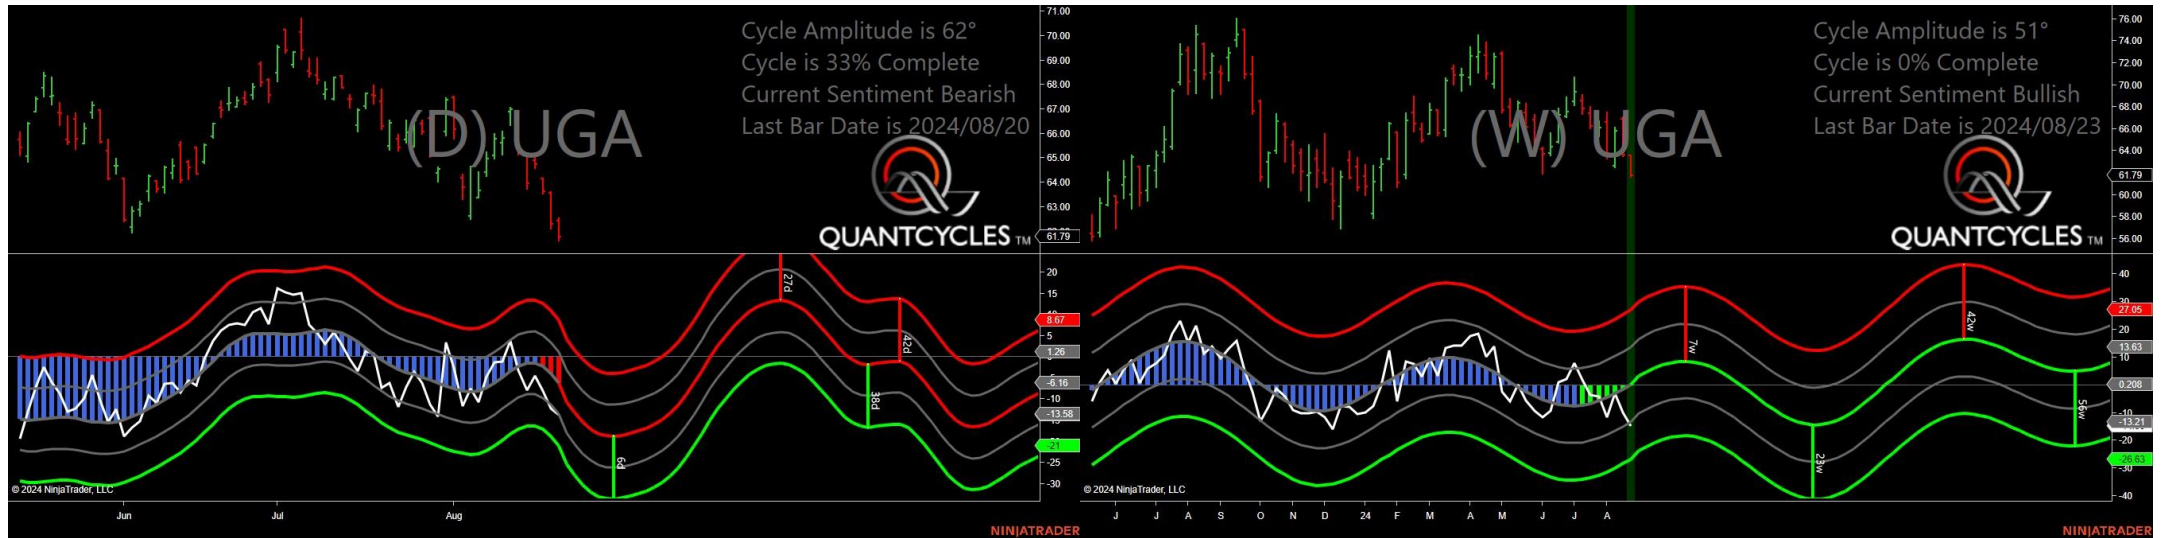 Cycle Amplitude is 62°
Cycle is 33% Complete
Current Sentiment Bearish
Last Bar Date is 2024/08/20
(D) UGA
QUANTCYCLES TM
71.00
70.00
69.00
68.00
67.00
66.00
65.00
64.00
63.00
61.79
20
15
8.67
5
1.26
-6.16
-10
-13.58
-21
-25
-30
27d
42d
38d
6d
© 2024 NinjaTrader, LLC
Jun Jul Aug
NINJATRADER
Cycle Amplitude is 51°
Cycle is 0% Complete
Current Sentiment Bullish
Last Bar Date is 2024/08/23
(W) UGA
QUANTCYCLES TM
76.00
74.00
72.00
70.00
68.00
66.00
64.00
61.79
60.00
58.00
56.00
40
30
27.05
20
13.63
10
0.208
-10
-13.21
-20
-26.63
-30
-40
7w
42w
23w
56w
© 2024 NinjaTrader, LLC
J J A S O N D 24 F M A M J J A
NINJATRADER